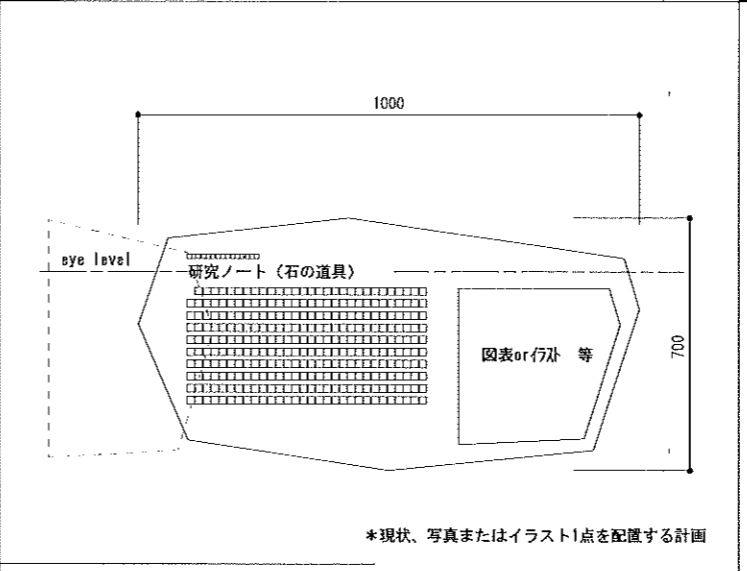 1000
eye level
研究ノート（石の道具）
図表orイラスト 等
700
*現状、写真またはイラスト1点を配置する計画